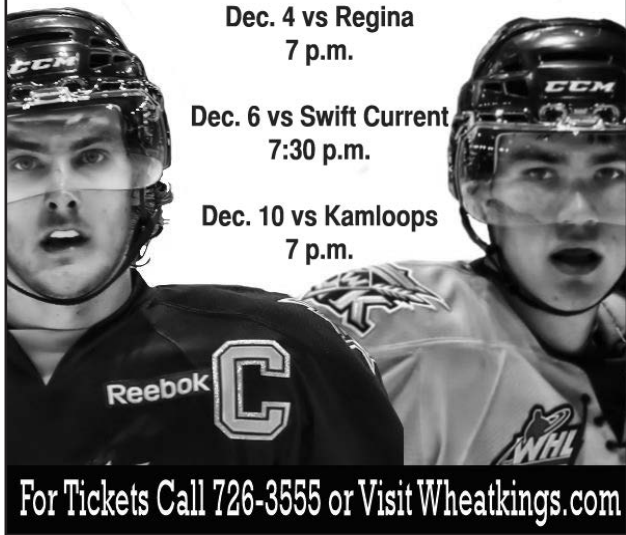 Dec. 4 vs Regina
7 p.m.
Dec. 6 vs Swift Current
7:30 p.m.
Dec. 10 vs Kamloops
7 p.m.
CCM
CCM
Reebok
C
WHL
For Tickets Call 726-3555 or Visit Wheatkings.com